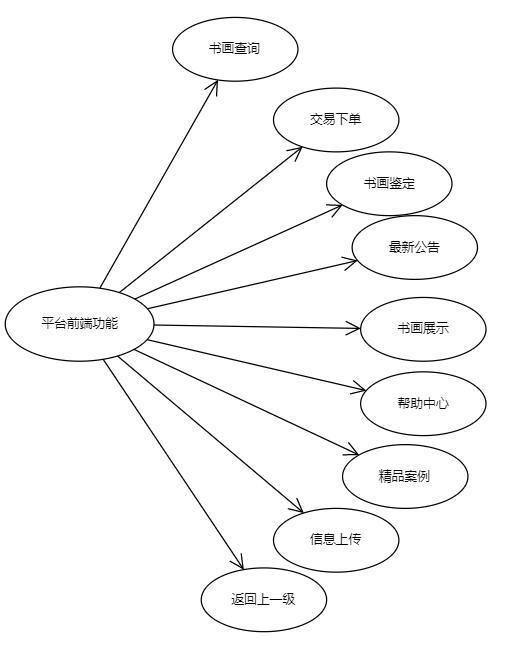 书画查询
交易下单
书画鉴定
最新公告
平台前端功能
书画展示
帮助中心
精品案例
信息上传
返回上一级